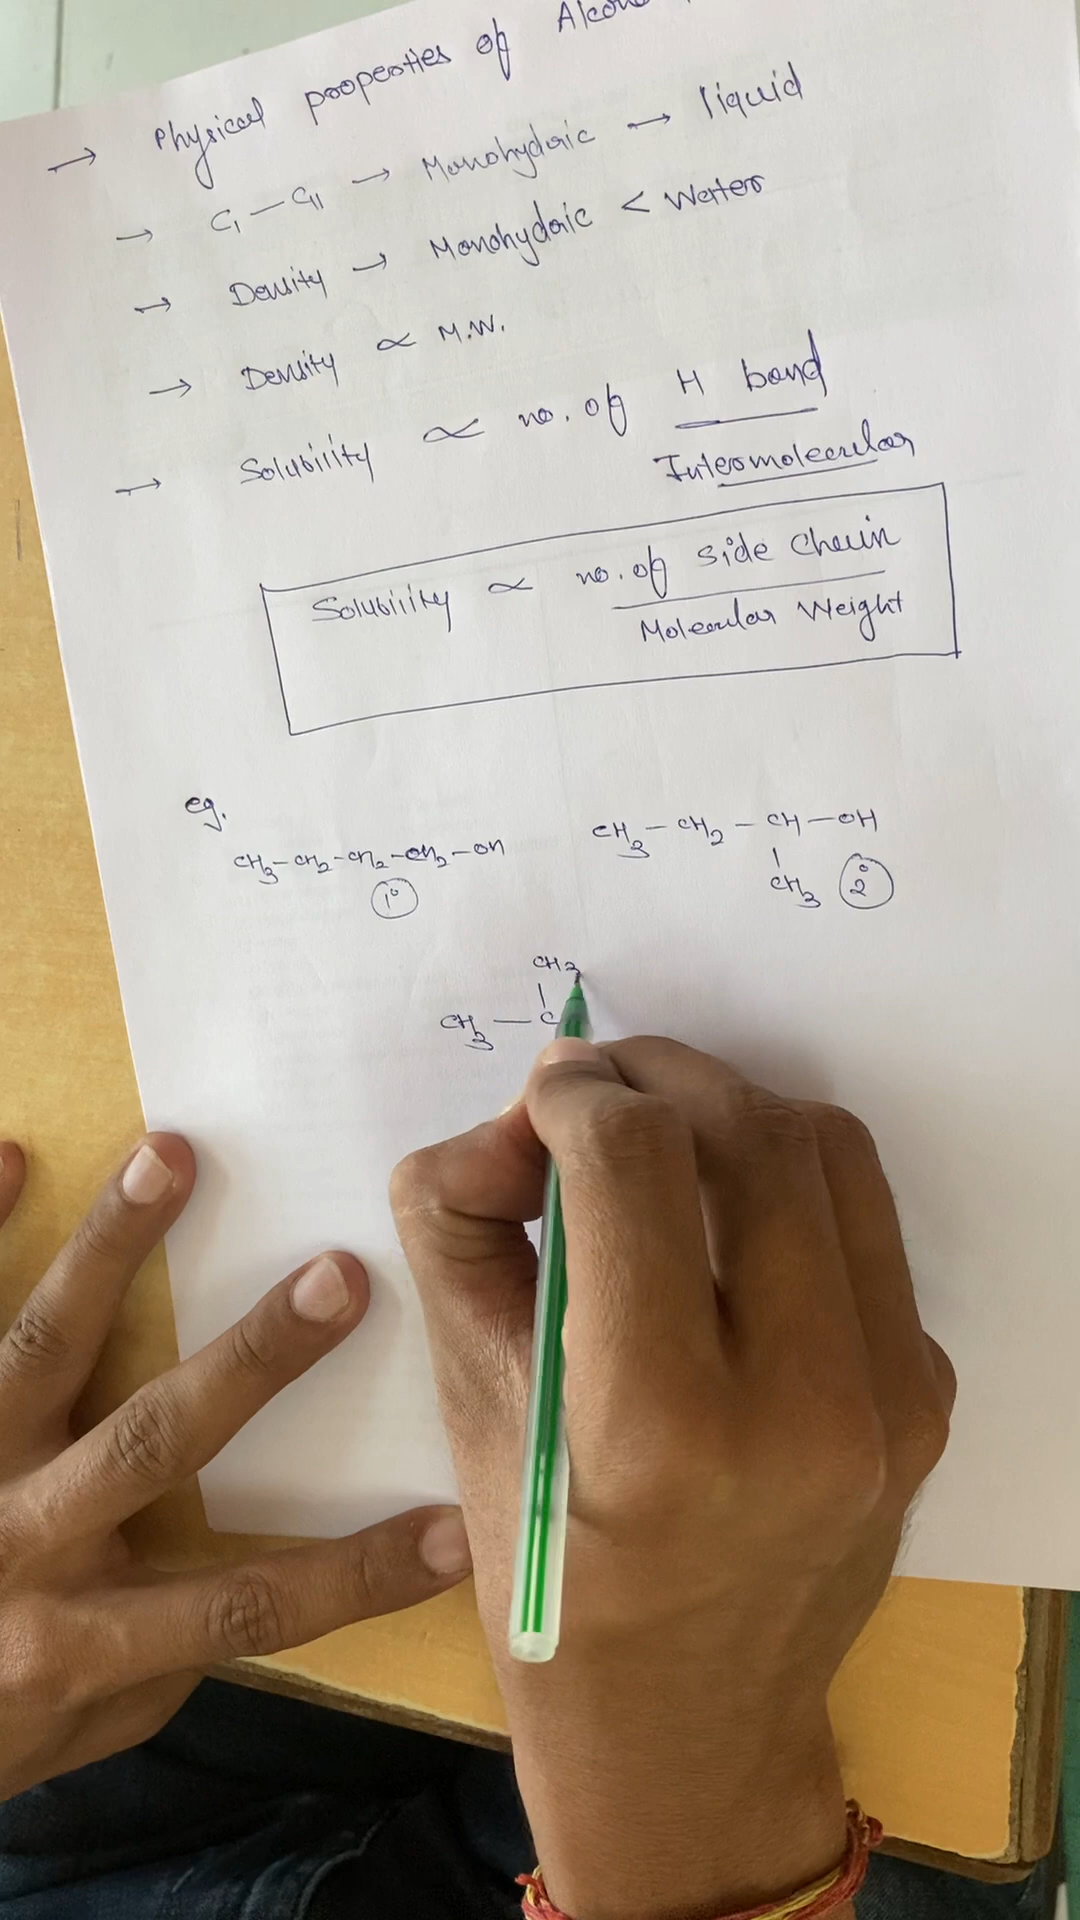 → Physical properties of
→ C1 — C11 → Monohydric → liquid
→ Density → Monohydric < Water
→ Density ∝ M.W.
→ Solubility ∝ no. of H bond
Intermolecular
Solubility ∝ no. of side chain
Molecular Weight
eg.
CH3-CH2-CH2-CH2-OH
1°
CH3 - CH2 - CH - OH
CH3 2°
CH3
CH3 - C